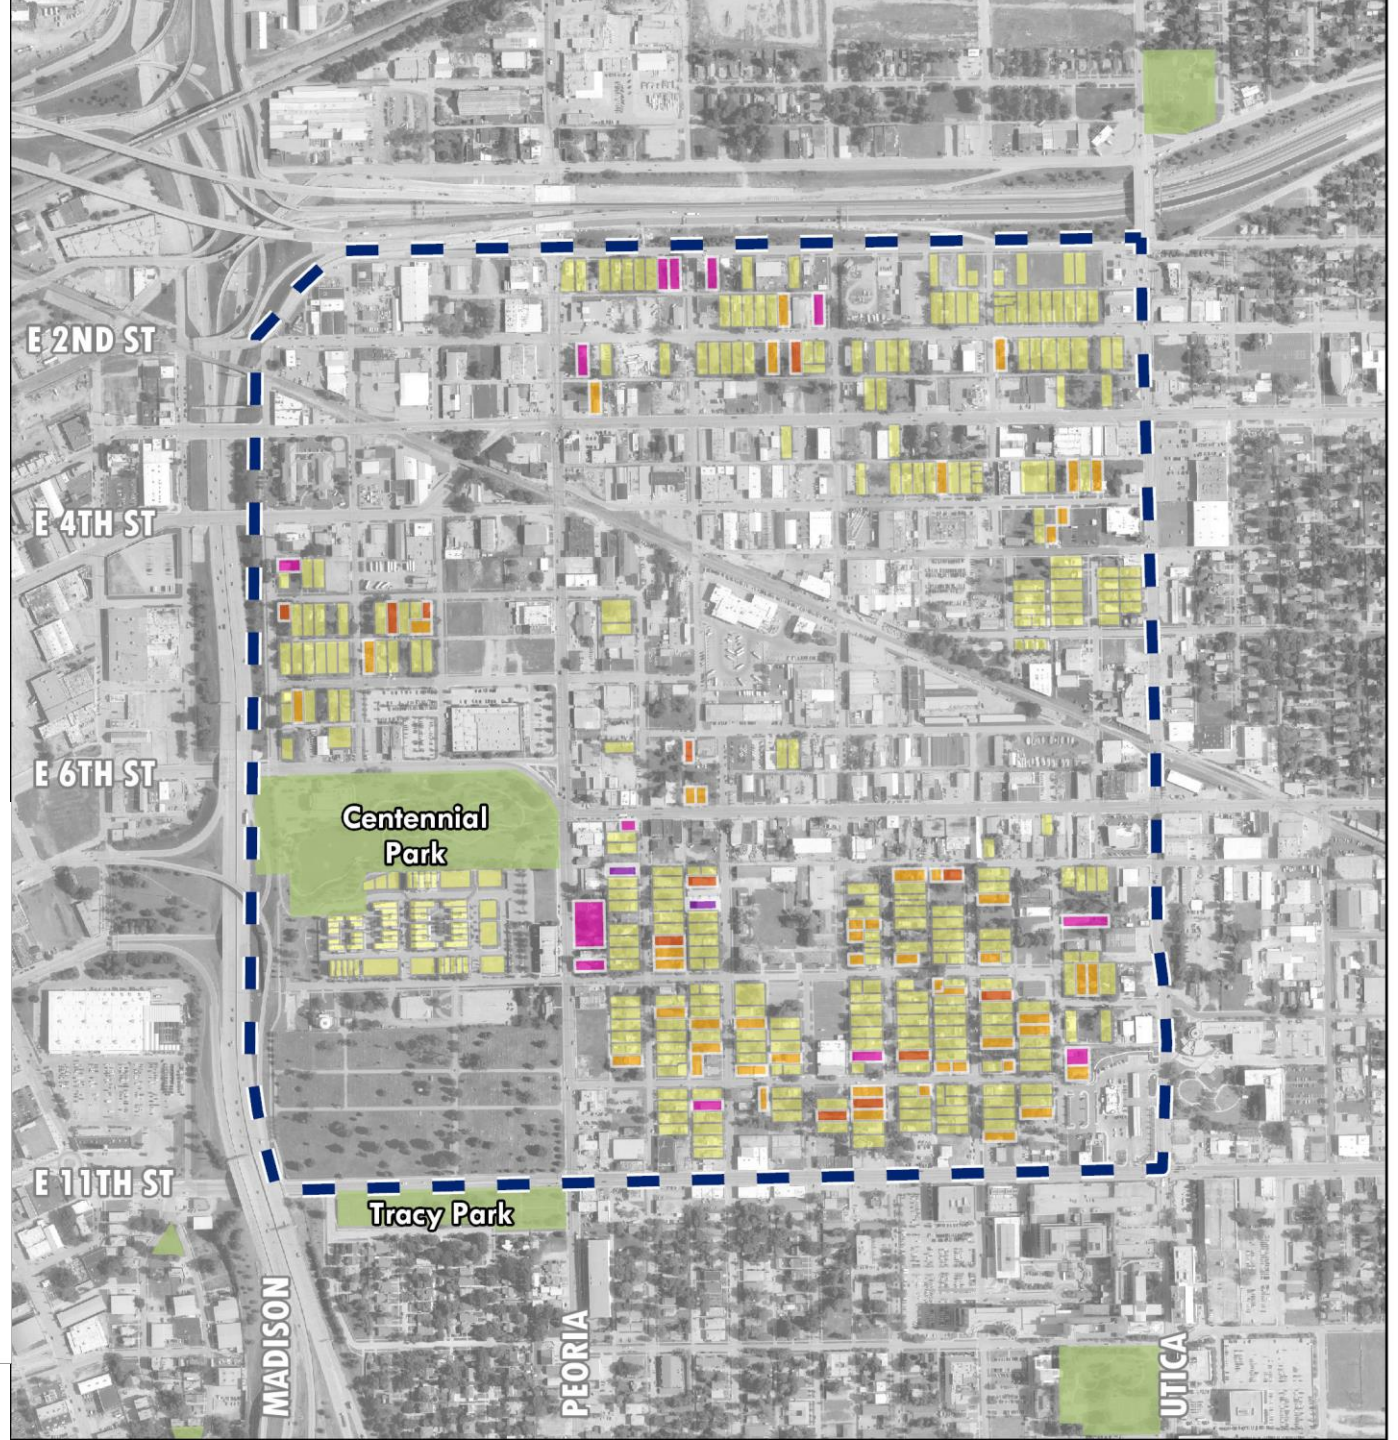 E 2ND ST
E 4TH ST
E 6TH ST
Centennial
Park
E 11TH ST
Tracy Park
MADISON
PEORIA
UTICA